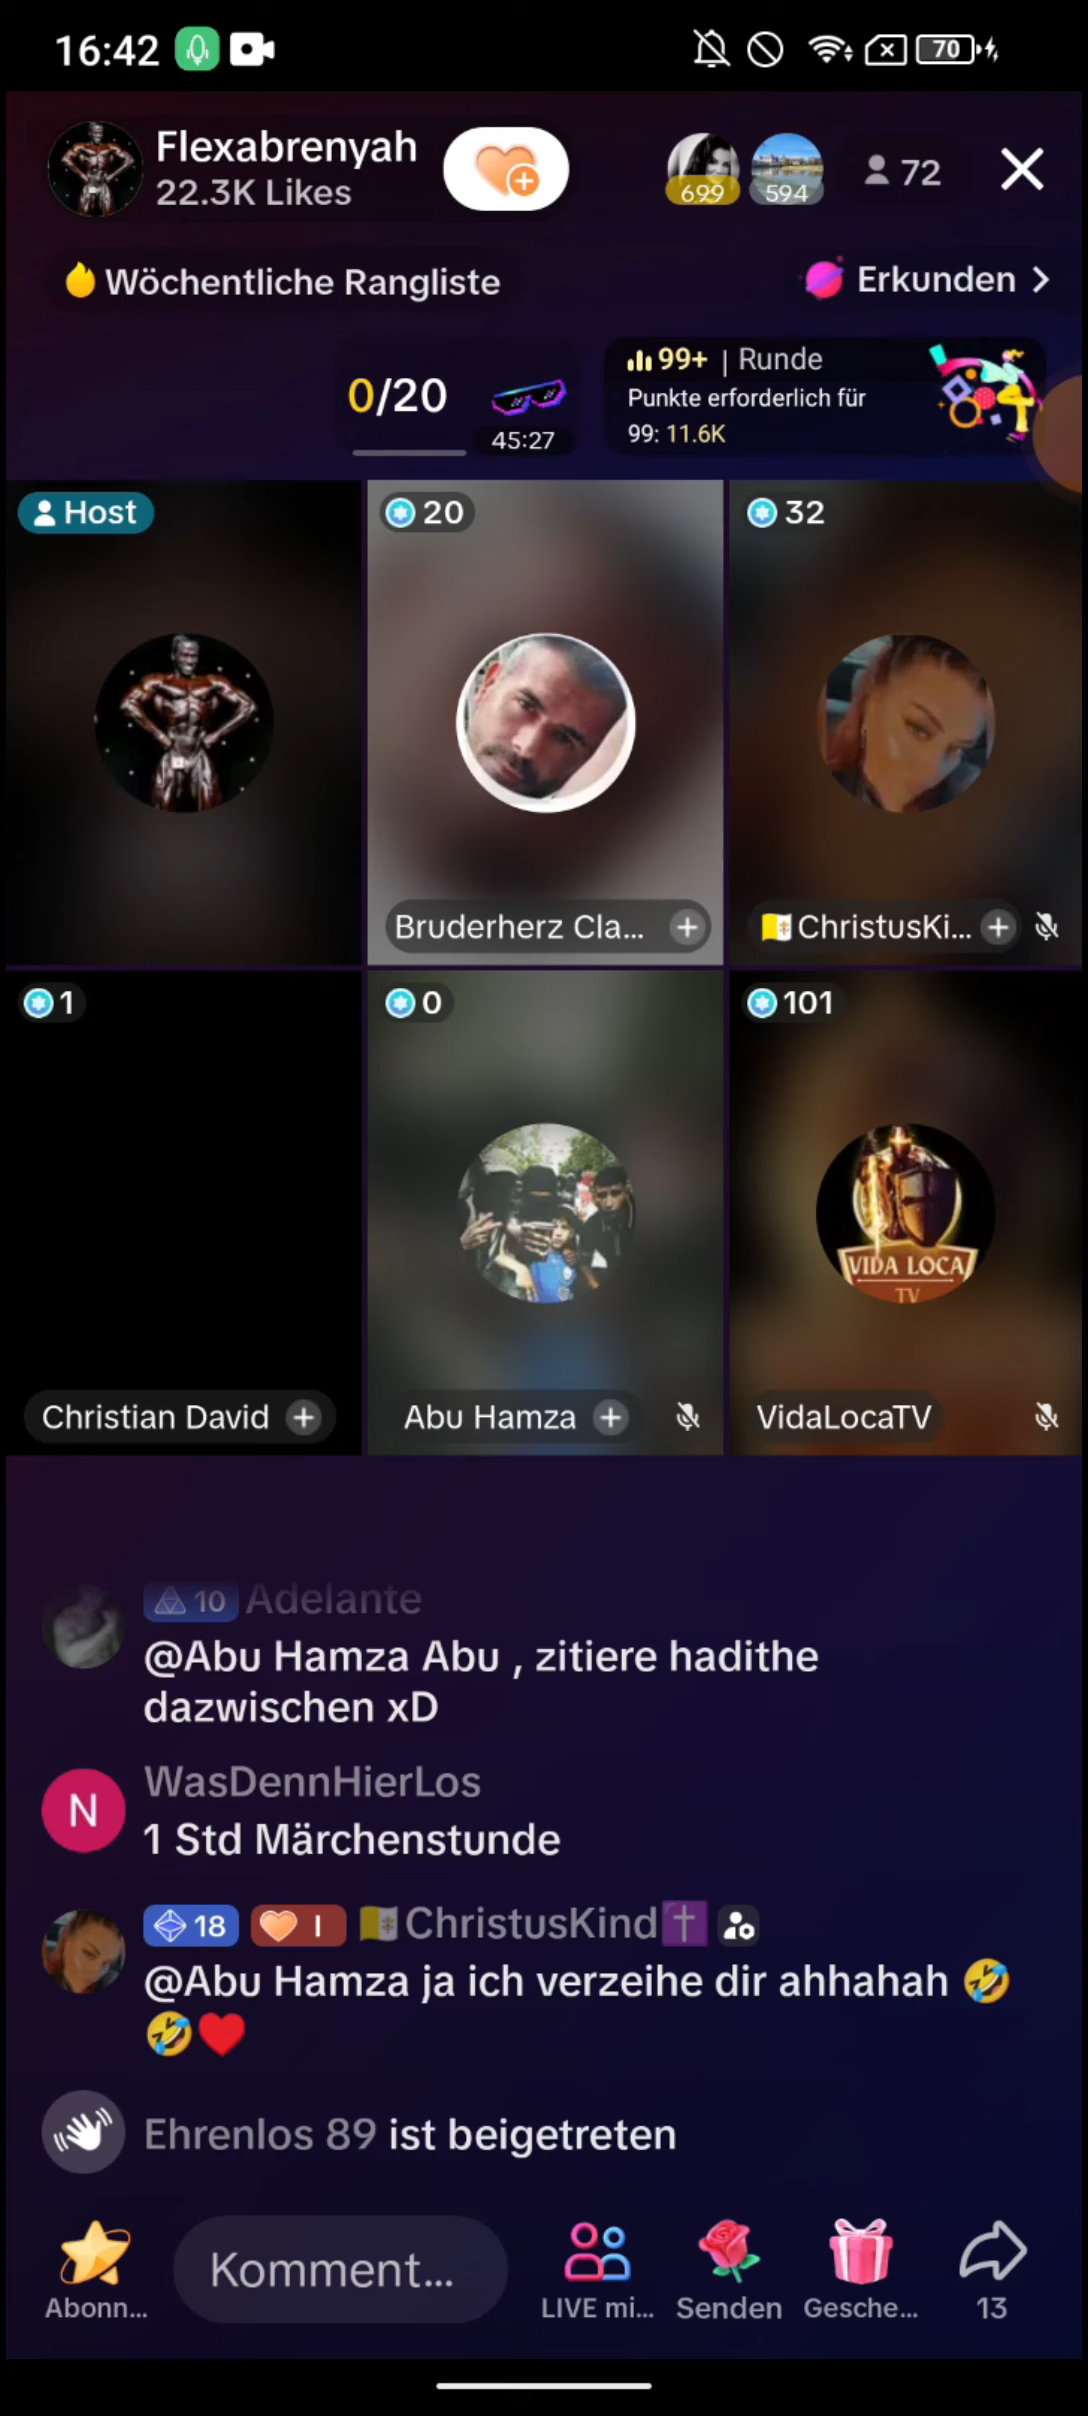 16:42
70
Flexabrenyah
22.3K Likes
699
594
72
Wöchentliche Rangliste
Erkunden
0/20
45:27
99+ | Runde
Punkte erforderlich für
99: 11.6K
Host
20
32
Bruderherz Cla...
ChristusKi...
1
0
101
VIDA LOCA
TV
Christian David
Abu Hamza
VidaLocaTV
10 Adelante
@Abu Hamza Abu , zitiere hadithe
dazwischen xD
N
WasDennHierLos
1 Std Märchenstunde
18 I ChristusKind
@Abu Hamza ja ich verzeihe dir ahhahah 🤣
🤣❤️
Ehrenlos 89 ist beigetreten
Komment...
Abonn...
LIVE mi...
Senden
Gesche...
13